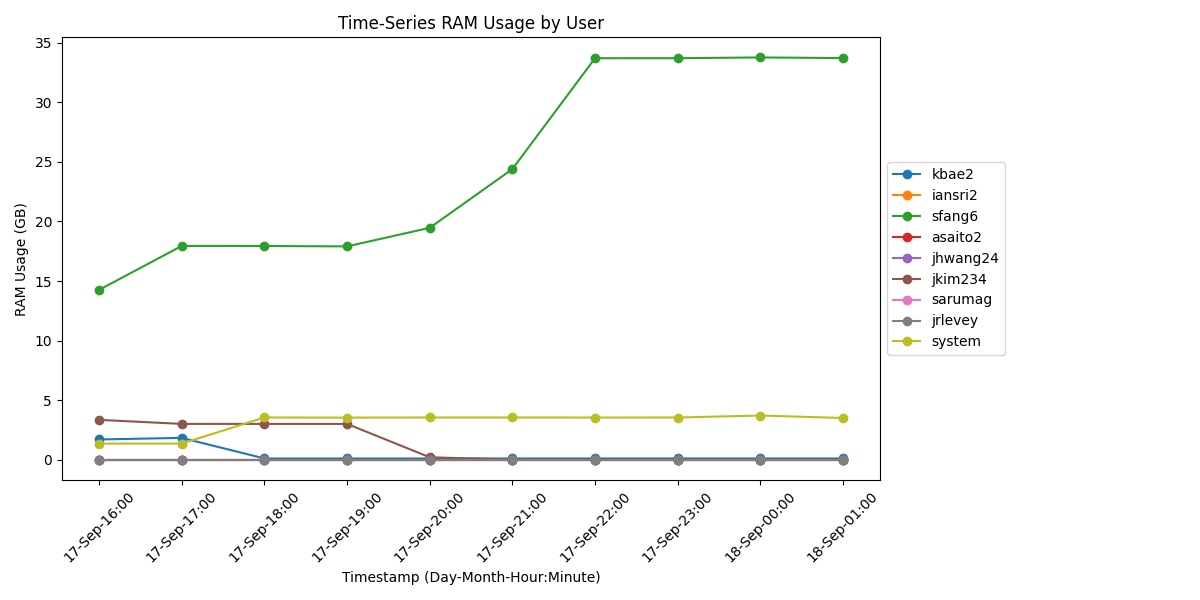 Time-Series RAM Usage by User
RAM Usage (GB)
35
30
25
20
15
10
5
0
17-Sep-16:00
17-Sep-17:00
17-Sep-18:00
17-Sep-19:00
17-Sep-20:00
17-Sep-21:00
17-Sep-22:00
17-Sep-23:00
18-Sep-00:00
18-Sep-01:00
Timestamp (Day-Month-Hour:Minute)
kbae2
iansri2
sfang6
asaito2
jhwang24
jkim234
sarumag
jrlevey
system